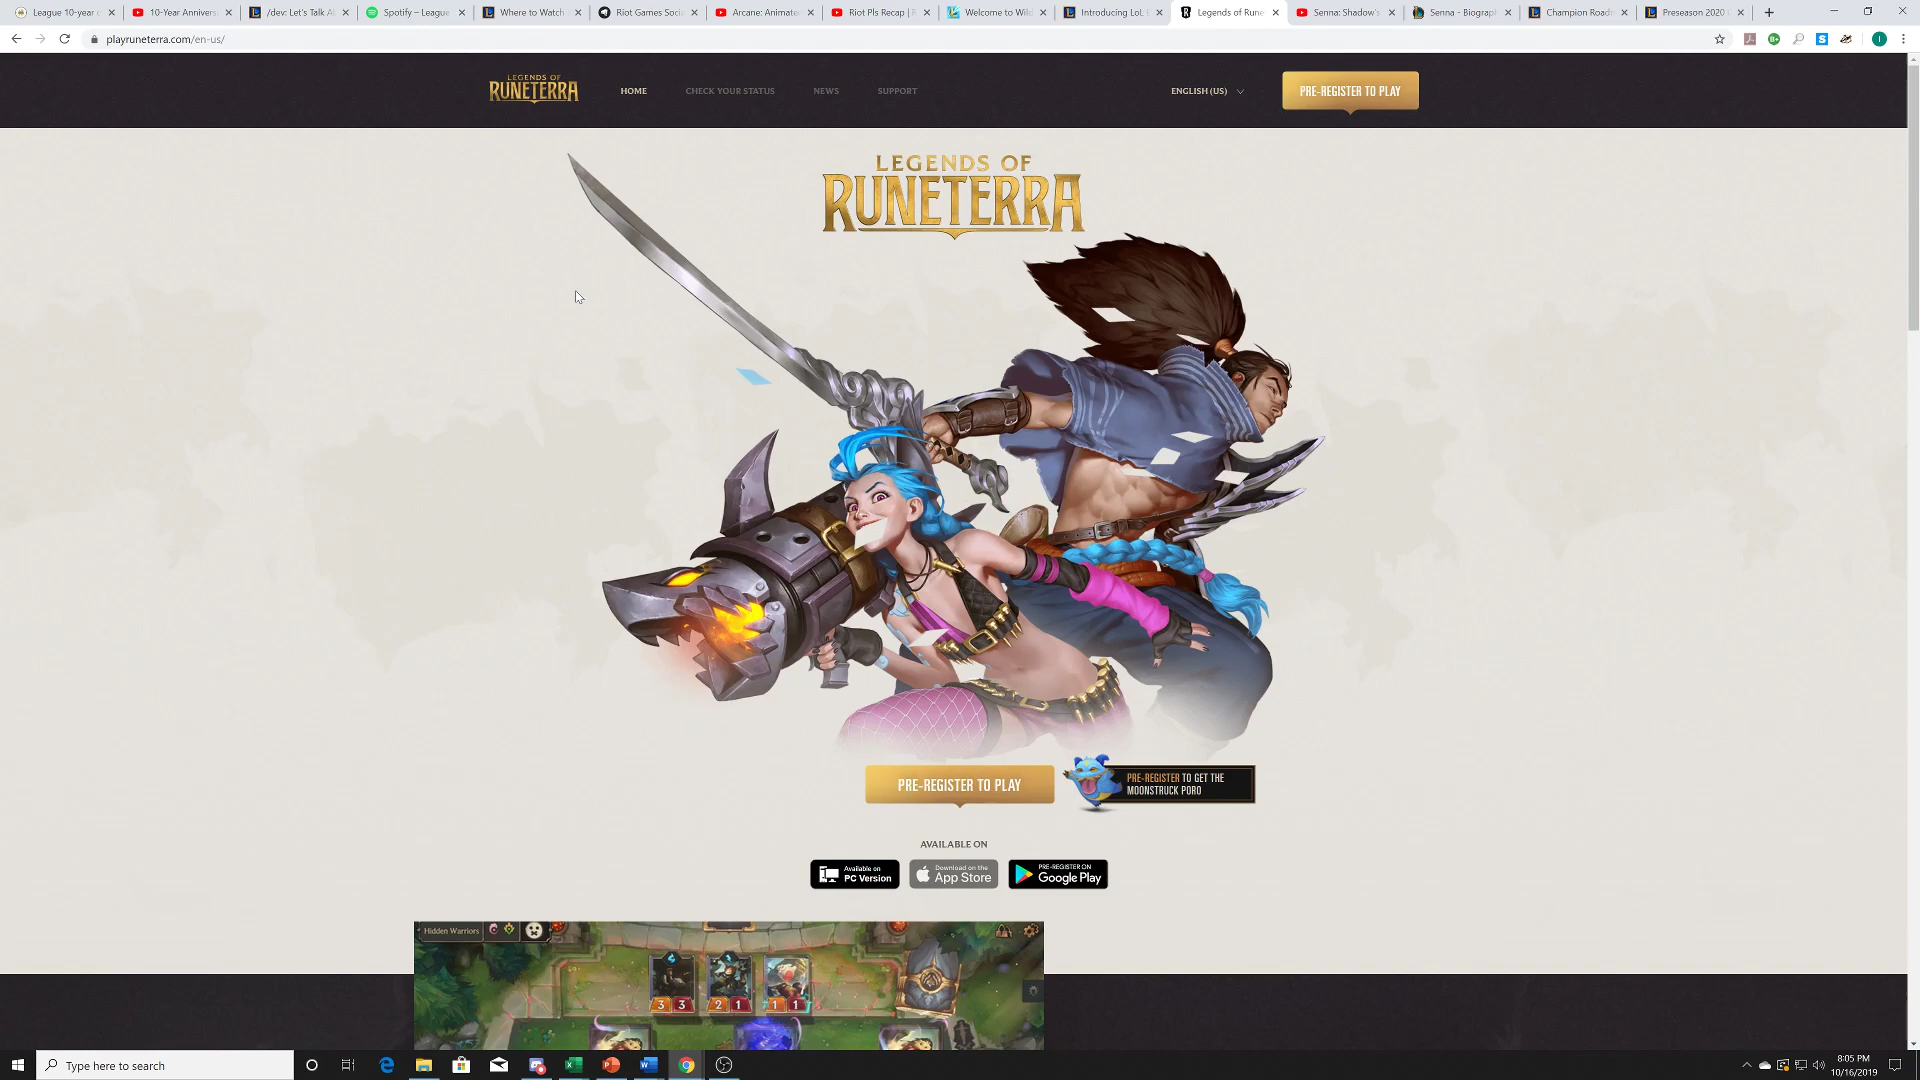 League 10-year c
10-Year Annivers
/dev: Let's Talk A
Spotify – League
Where to Watch
Riot Games Soci
Arcane: Animate
Riot Pls Recap | R
Welcome to Wil
Introducing LoL: E
Legends of Rune
Senna: Shadow's
Senna - Biograph
Champion Road
Preseason 2020
playruneterra.com/en-us/
LEGENDS OF
RUNETERRA
HOME
CHECK YOUR STATUS
NEWS
SUPPORT
ENGLISH (US)
PRE-REGISTER TO PLAY
LEGENDS OF
RUNETERRA
PRE-REGISTER TO PLAY
PRE-REGISTER TO GET THE
MOONSTRUCK PORO
AVAILABLE ON
Available on
PC Version
Download on the
App Store
PRE-REGISTER ON
Google Play
Hidden Warriors
3 3
2 1
1 1
Type here to search
8:05 PM
10/16/2019